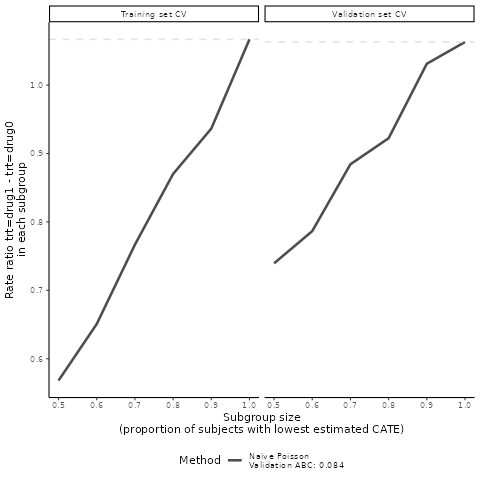 Training set CV
Validation set CV
Rate ratio trt=drug1 - trt=drug0
in each subgroup
1.0
0.9
0.8
0.7
0.6
0.5 0.6 0.7 0.8 0.9 1.0
0.5 0.6 0.7 0.8 0.9 1.0
Subgroup size
(proportion of subjects with lowest estimated CATE)
Method
Naive Poisson
Validation ABC: 0.084